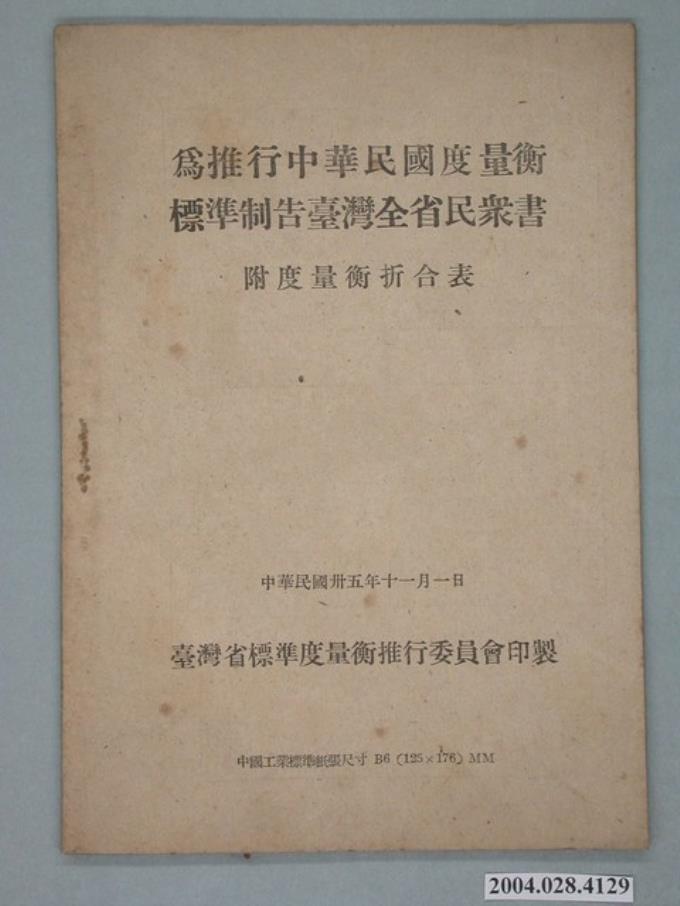 爲推行中華民國度量衡
標準制告臺灣全省民衆書
附度量衡折合表
中華民國卅五年十一月一日
臺灣省標準度量衡推行委員會印製
中國工業標準紙張尺寸 B6 (125×176) MM
2004.028.4129